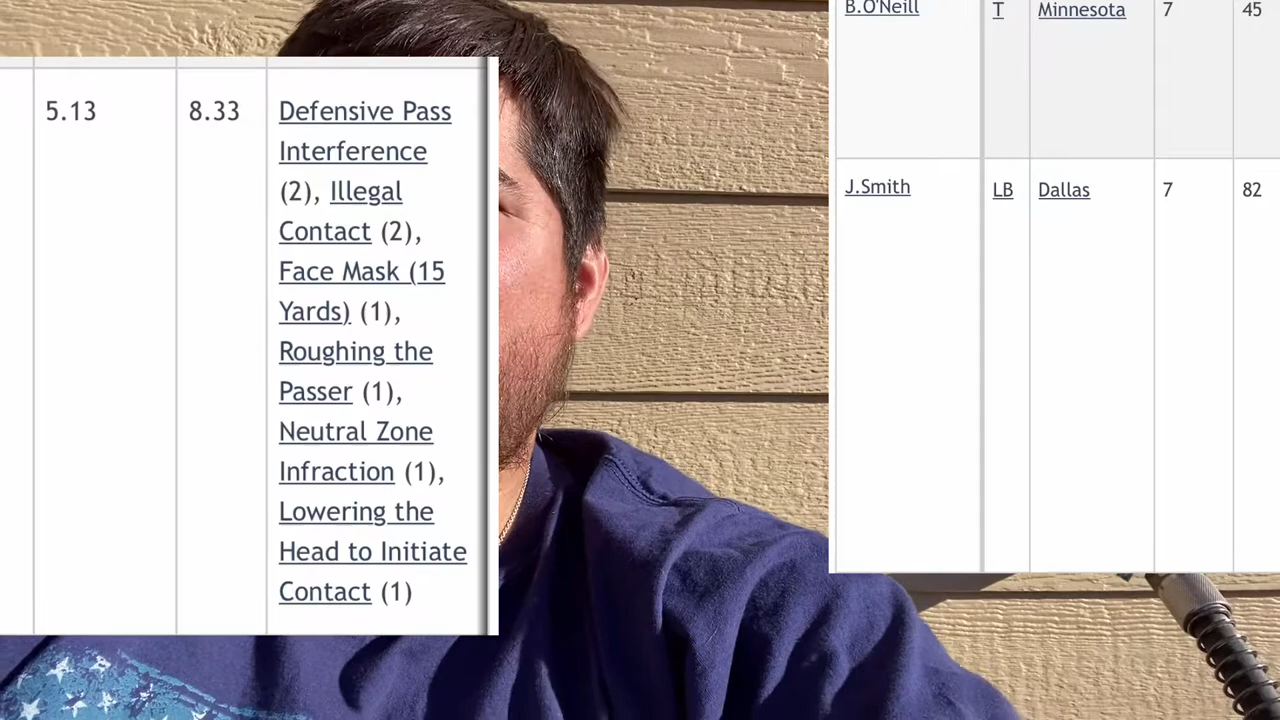 5.13 8.33 Defensive Pass
Interference
(2), Illegal
Contact (2),
Face Mask (15
Yards) (1),
Roughing the
Passer (1),
Neutral Zone
Infraction (1),
Lowering the
Head to Initiate
Contact (1)
B.O'Neill T Minnesota 7 45
J.Smith LB Dallas 7 82